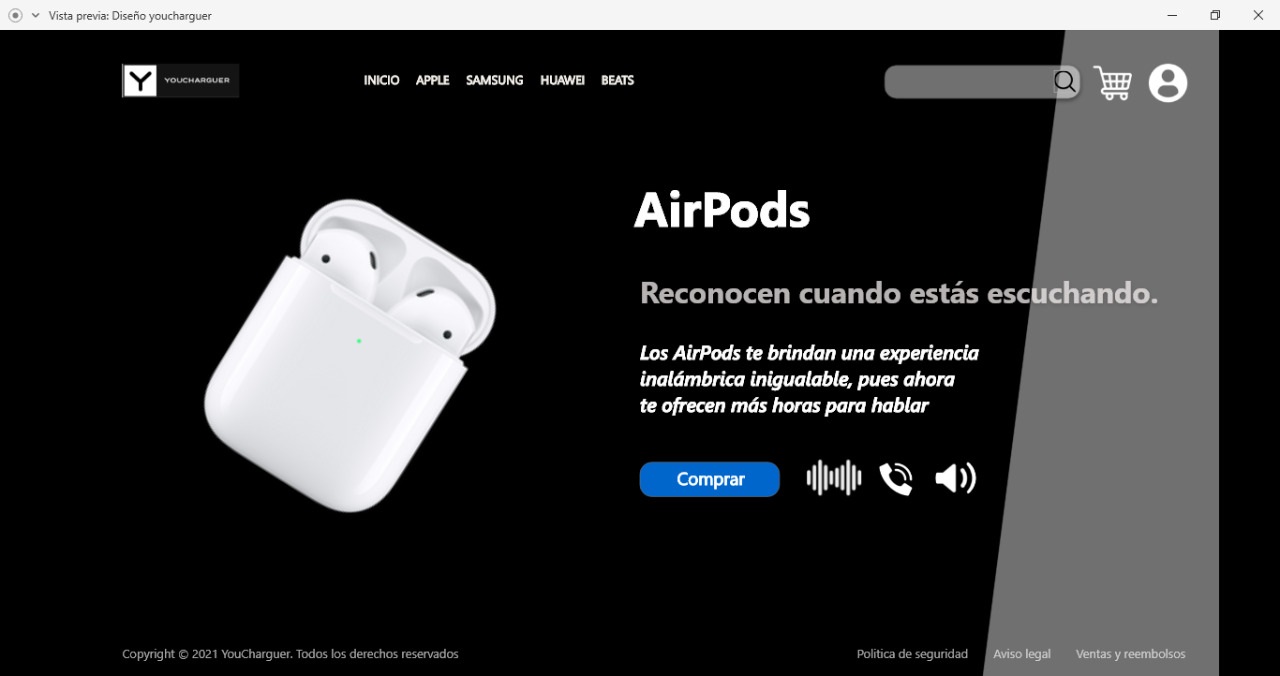 Vista previa: Diseño youcharguer
Y YOUCHARGUER
INICIO APPLE SAMSUNG HUAWEI BEATS
AirPods
Reconocen cuando estás escuchando.
Los AirPods te brindan una experiencia
inalámbrica inigualable, pues ahora
te ofrecen más horas para hablar
Comprar
Copyright © 2021 YouCharguer. Todos los derechos reservados
Politica de seguridad Aviso legal Ventas y reembolsos